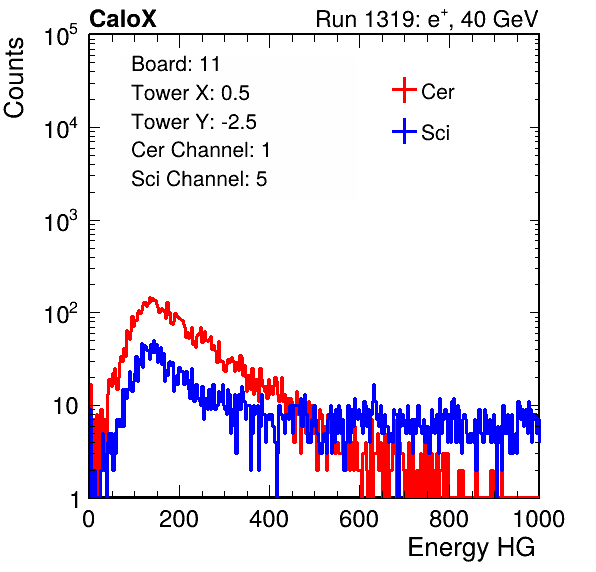 CaloX Run 1319: e⁺, 40 GeV
Board: 11
Tower X: 0.5
Tower Y: -2.5
Cer Channel: 1
Sci Channel: 5
Cer
Sci
Counts
10⁵
10⁴
10³
10²
10
1
0 200 400 600 800 1000
Energy HG